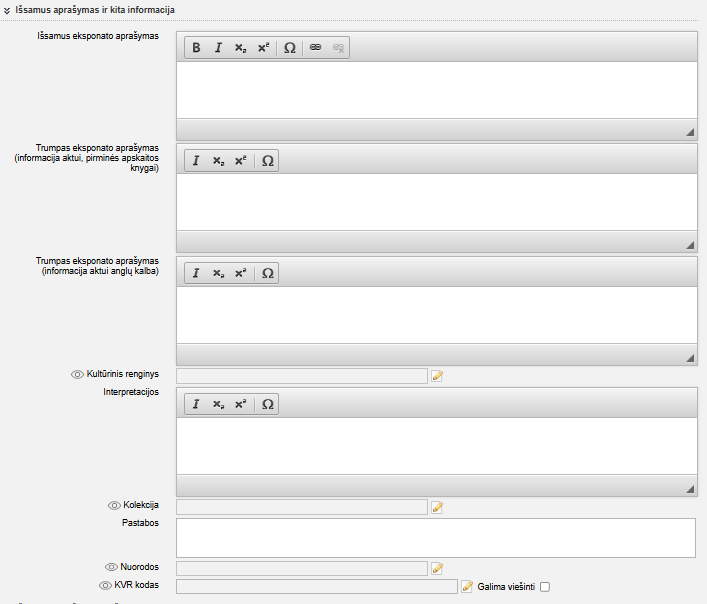 Išsamus aprašymas ir kita informacija
Išsamus eksponato aprašymas
B I x₂ x² Ω
Trumpas eksponato aprašymas
(informacija aktui, pirminės apskaitos
knygai)
I x₂ x² Ω
Trumpas eksponato aprašymas
(informacija aktui anglų kalba)
I x₂ x² Ω
Kultūrinis renginys
Interpretacijos
I x₂ x² Ω
Kolekcija
Pastabos
Nuorodos
KVR kodas
Galima viešinti